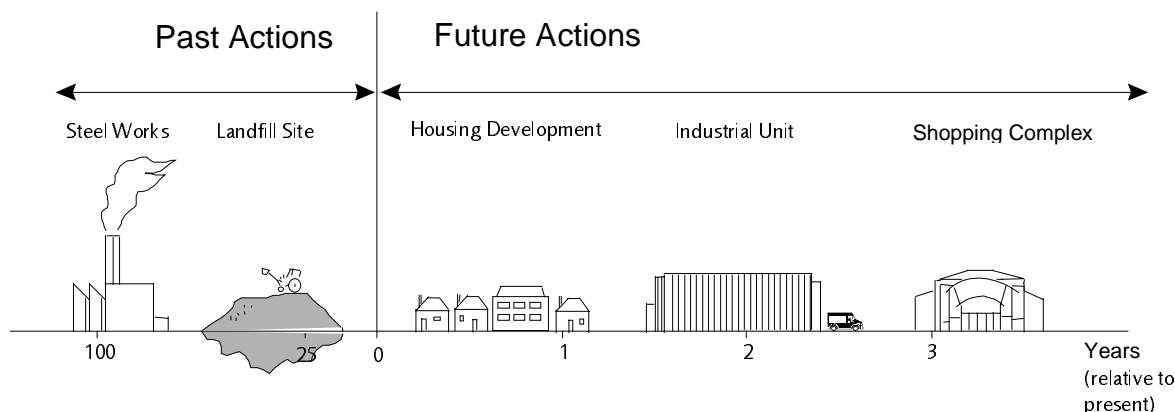 Past Actions
Future Actions
Steel Works
Landfill Site
Housing Development
Industrial Unit
Shopping Complex
100
25
0
1
2
3
Years
(relative to
present)